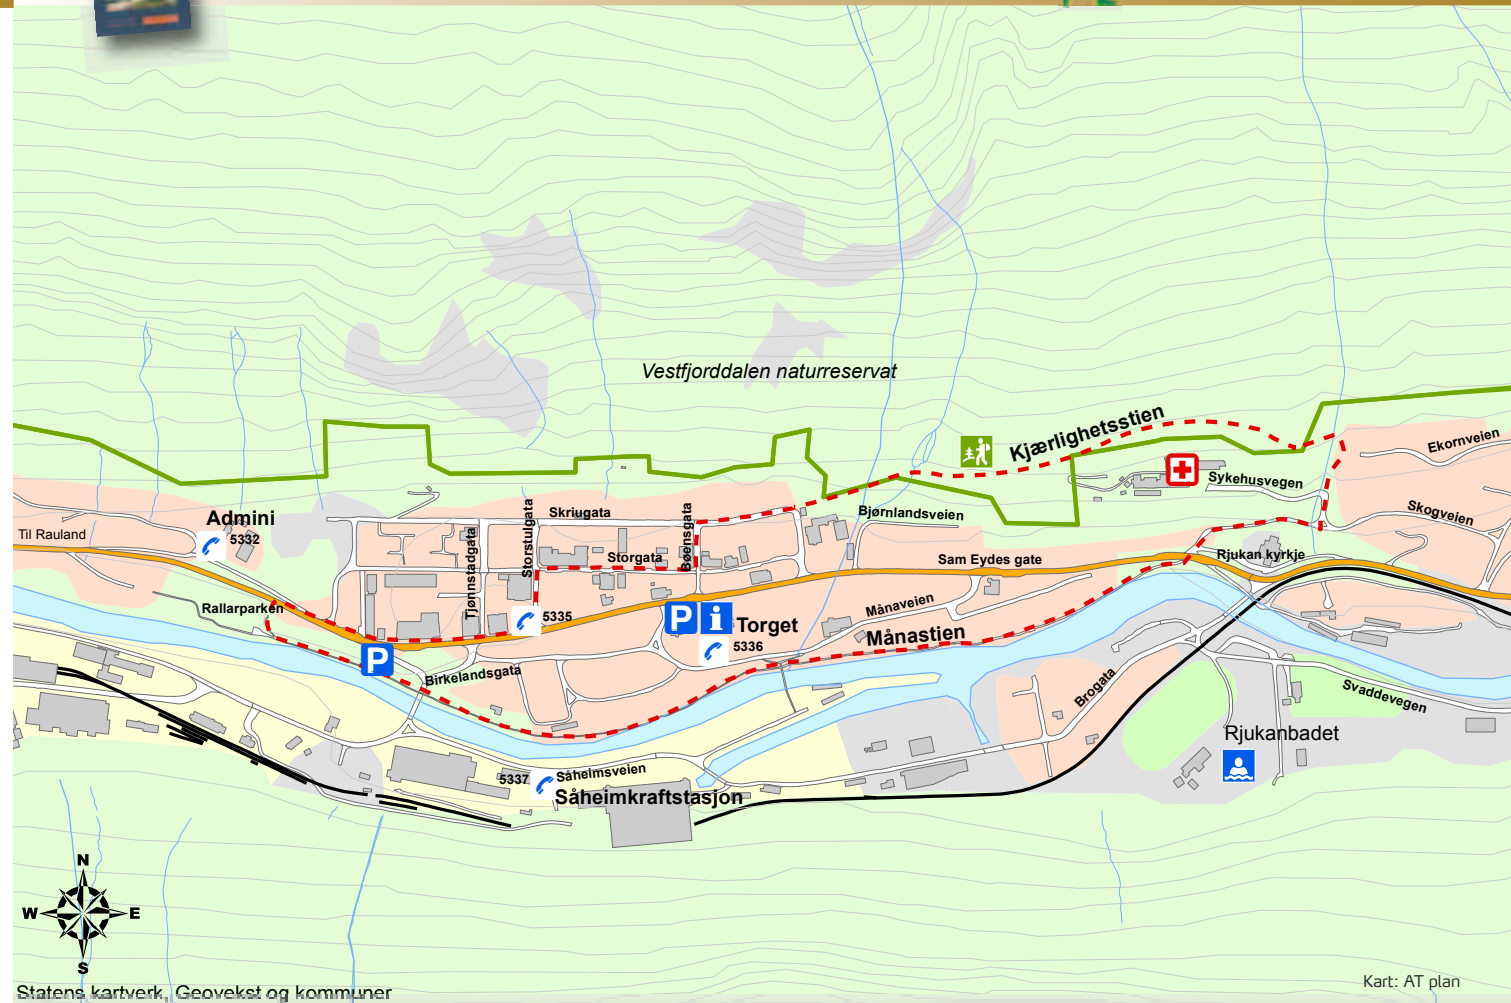 Vestfjorddalen naturreservat
Kjærlighetsstien
Ekornveien
Sykehusvegen
Skogveien
Skriugata
Bøensgata
Storstulgata
Tjønnstadgata
Storgata
Bjørnlandsveien
Admini
5332
Til Rauland
Sam Eydes gate
Rjukan kyrkje
Rallarparken
5335
P
i
Torget
5336
Månaveien
Månastien
P
Birkelandsgata
Brogata
Svaddevegen
Rjukanbadet
5337
Såheimsveien
Såheimkraftstasjon
N
W
E
S
Kart: AT plan
Statens kartverk, Geovekst og kommuner